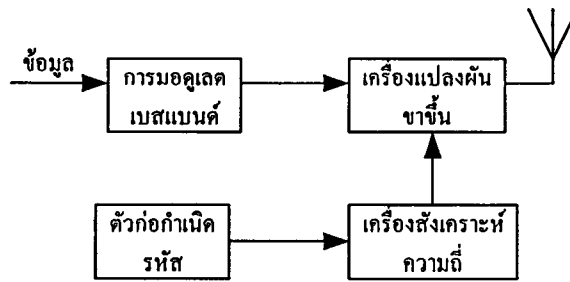 ข้อมูล
การมอดูเลต
เบสแบนด์
เครื่องแปลงผัน
ขาขึ้น
ตัวก่อกำเนิด
รหัส
เครื่องสังเคราะห์
ความถี่